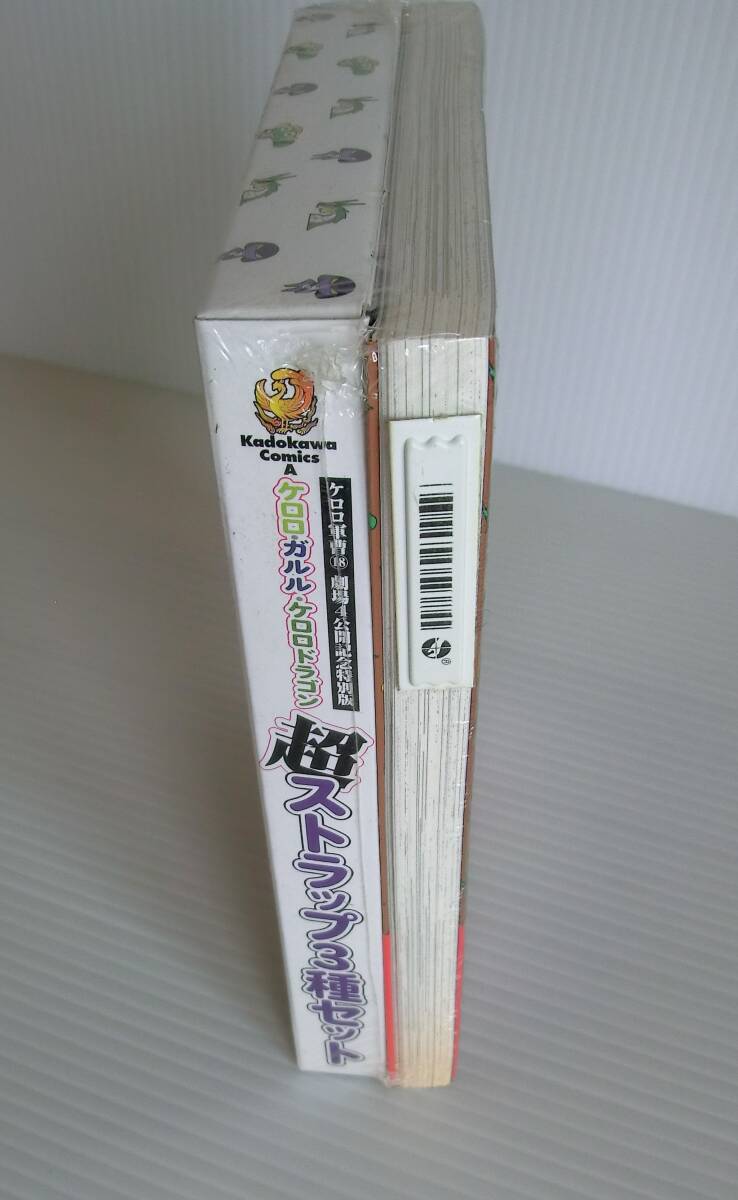 Kadokawa
Comics
A
ケロロ軍曹⑱ 劇場4公開記念特別版
ケロロ・ガルル・ケロロドラゴン
超ストラップ3種セット